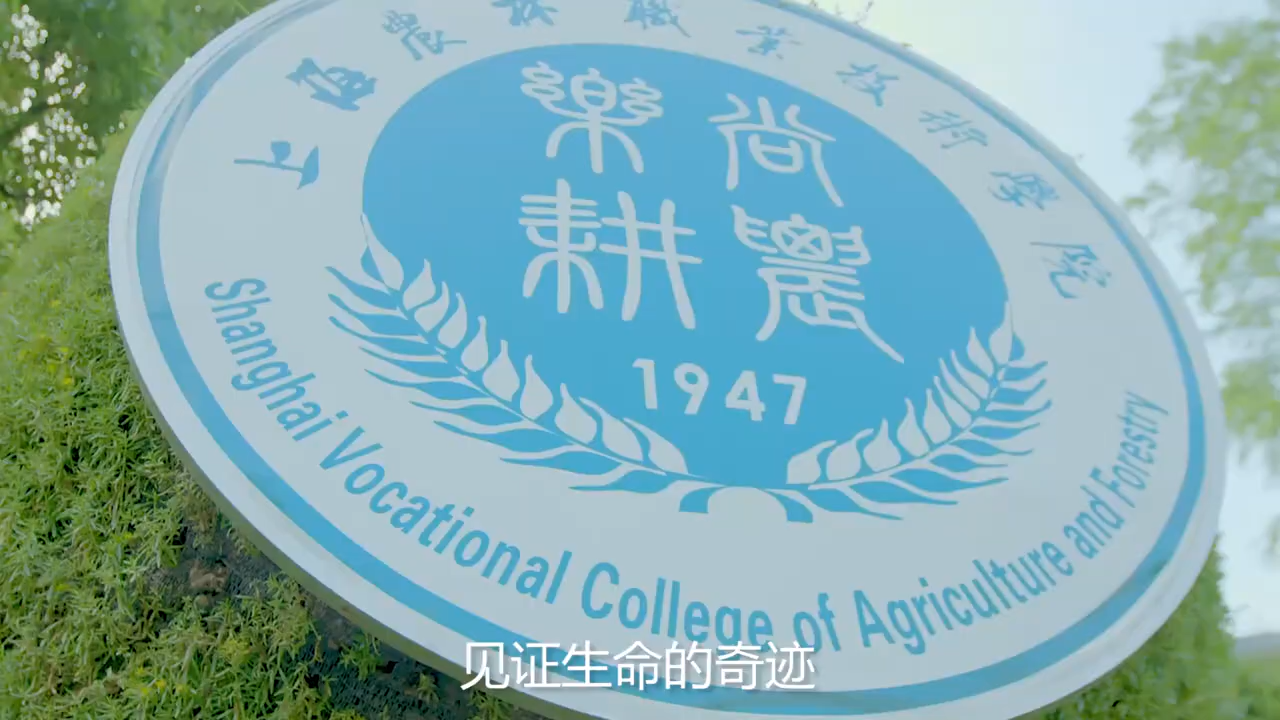 上海農林職業技術學院
尚農
樂耕
1947
Shanghai Vocational College of Agriculture and Forestry
见证生命的奇迹